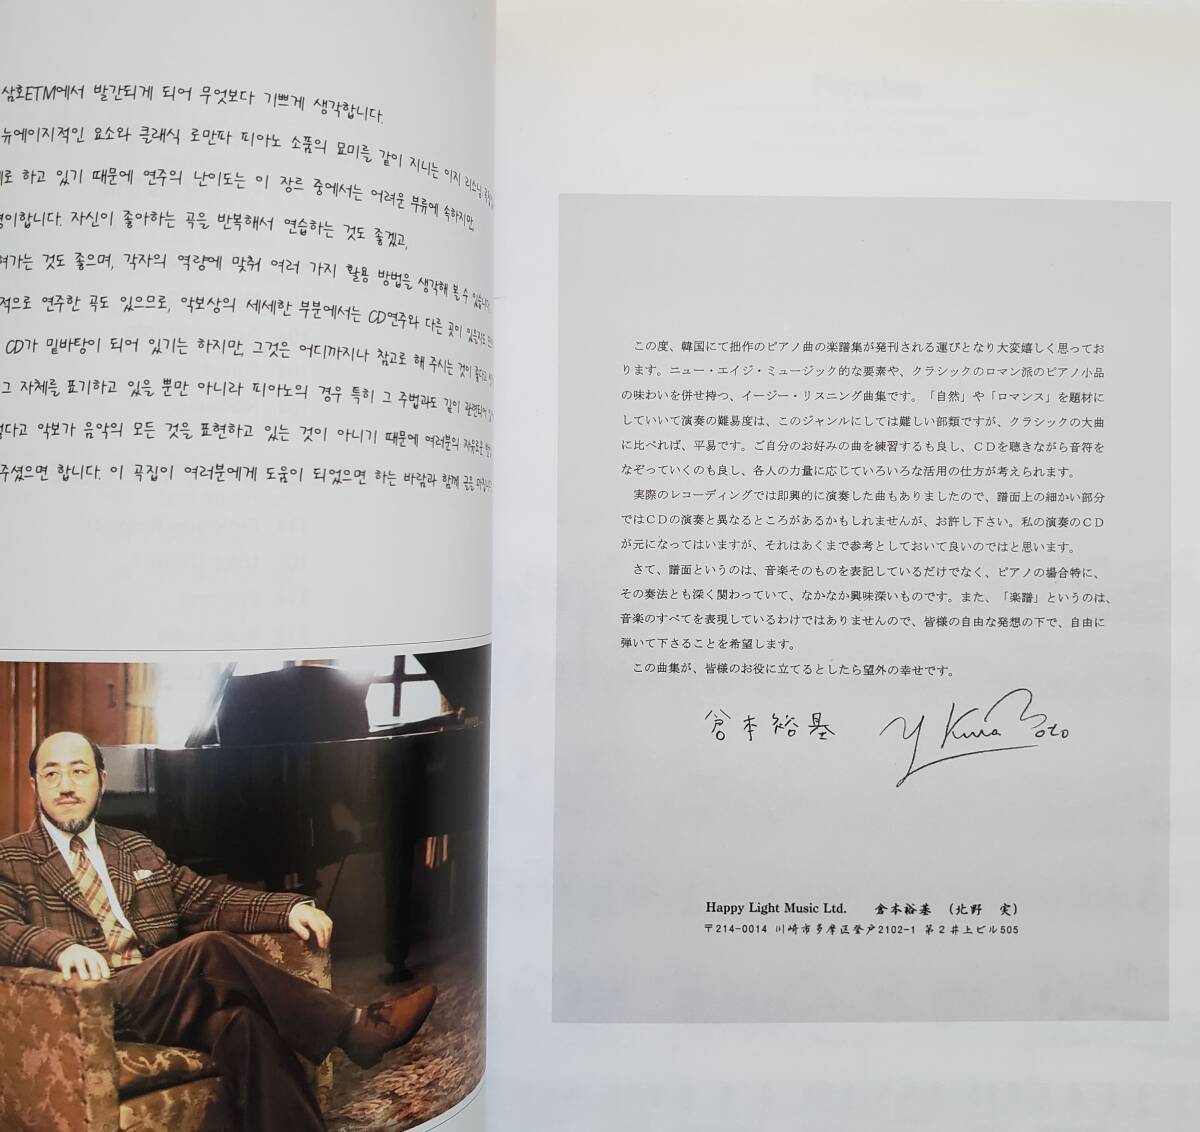 삼호ETM에서 발간되게 되어 무엇보다 기쁘게 생각합니다.
뉴에이지적인 요소와 클래식 로만파 피아노 소품의 묘미를 같이 지니는 이지 리스닝
로 하고 있기 때문에 연주의 난이도는 이 장르 중에서는 어려운 부류에 속하지만,
평이합니다. 자신이 좋아하는 곡을 반복해서 연습하는 것도 좋겠고,
가는 것도 좋으며, 각자의 역량에 맞춰 여러 가지 활용 방법을 생각해 볼 수 있습니다.
적으로 연주한 곡도 있으므로, 악보상의 세세한 부분에서는 CD연주와 다른 곳이 있을지도
CD가 밑바탕이 되어 있기는 하지만, 그것은 어디까지나 참고로 해 주시는 것이 좋다고
그 자체를 표기하고 있을 뿐만 아니라 피아노의 경우 특히 그 주법과도 깊이 관련되어
렇다고 악보가 음악의 모든 것을 표현하고 있는 것이 아니기 때문에 여러분의 자유로운
주셨으면 합니다. 이 곡집이 여러분에게 도움이 되었으면 하는 바람과 함께 글을
この度、韓国にて拙作のピアノ曲の楽譜集が発刊される運びとなり大変嬉しく思ってお
ります。ニュー・エイジ・ミュージック的な要素や、クラシックのロマン派のピアノ小品
の味わいを併せ持つ、イージー・リスニング曲集です。「自然」や「ロマンス」を題材に
していいて演奏の難易度は、このジャンルにしては難しい部類ですが、クラシックの大曲
に比べれば、平易です。ご自分のお好みの曲を練習するも良し、ＣＤを聴きながら音符を
なぞっていくのも良し、各人の力量に応じていろいろな活用の仕方が考えられます。
実際のレコーディングでは即興的に演奏した曲もありましたので、譜面上の細かい部分
ではＣＤの演奏と異なるところがあるかもしれませんが、お許し下さい。私の演奏のＣＤ
が元になってはいますが、それはあくまで参考としておいて良いのではと思います。
さて、譜面というのは、音楽そのものを表記しているだけでなく、ピアノの場合特に、
その奏法とも深く関わっていて、なかなか興味深いものです。また、「楽譜」というのは、
音楽のすべてを表現しているわけではありませんので、皆様の自由な発想の下で、自由に
弾いて下さることを希望します。
この曲集が、皆様のお役に立てるとしたら望外の幸せです。
倉本裕基 Y Kuramoto
Happy Light Music Ltd. 倉本裕基 (北野 実)
〒214-0014 川崎市多摩区登戸2102-1 第２井上ビル505